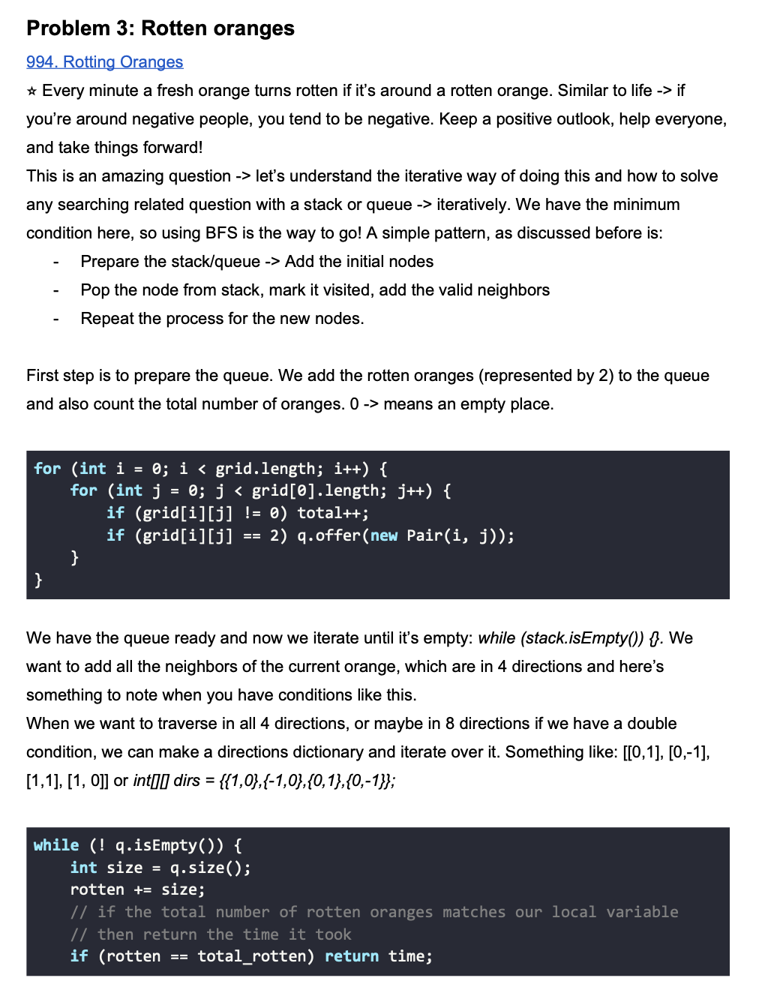 Problem 3: Rotten oranges
994. Rotting Oranges
☆ Every minute a fresh orange turns rotten if it’s around a rotten orange. Similar to life -> if
you’re around negative people, you tend to be negative. Keep a positive outlook, help everyone,
and take things forward!
This is an amazing question -> let’s understand the iterative way of doing this and how to solve
any searching related question with a stack or queue -> iteratively. We have the minimum
condition here, so using BFS is the way to go! A simple pattern, as discussed before is:
- Prepare the stack/queue -> Add the initial nodes
- Pop the node from stack, mark it visited, add the valid neighbors
- Repeat the process for the new nodes.
First step is to prepare the queue. We add the rotten oranges (represented by 2) to the queue
and also count the total number of oranges. 0 -> means an empty place.
for (int i = 0; i < grid.length; i++) {
    for (int j = 0; j < grid[0].length; j++) {
        if (grid[i][j] != 0) total++;
        if (grid[i][j] == 2) q.offer(new Pair(i, j));
    }
}
We have the queue ready and now we iterate until it’s empty: while (stack.isEmpty()) {}. We
want to add all the neighbors of the current orange, which are in 4 directions and here’s
something to note when you have conditions like this.
When we want to traverse in all 4 directions, or maybe in 8 directions if we have a double
condition, we can make a directions dictionary and iterate over it. Something like: [[0,1], [0,-1],
[1,1], [1, 0]] or int[][] dirs = {{1,0},{-1,0},{0,1},{0,-1}};
while (! q.isEmpty()) {
    int size = q.size();
    rotten += size;
    // if the total number of rotten oranges matches our local variable
    // then return the time it took
    if (rotten == total_rotten) return time;